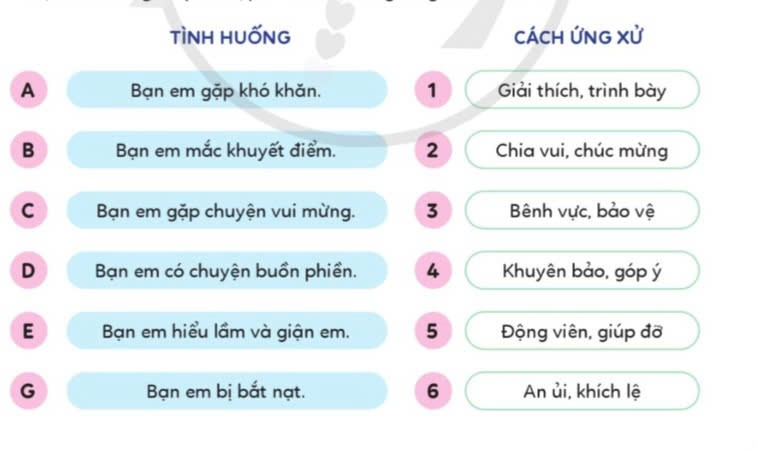 TÌNH HUỐNG CÁCH ỨNG XỬ
A Bạn em gặp khó khăn. 1 Giải thích, trình bày
B Bạn em mắc khuyết điểm. 2 Chia vui, chúc mừng
C Bạn em gặp chuyện vui mừng. 3 Bênh vực, bảo vệ
D Bạn em có chuyện buồn phiền. 4 Khuyên bảo, góp ý
E Bạn em hiểu lầm và giận em. 5 Động viên, giúp đỡ
G Bạn em bị bắt nạt. 6 An ủi, khích lệ